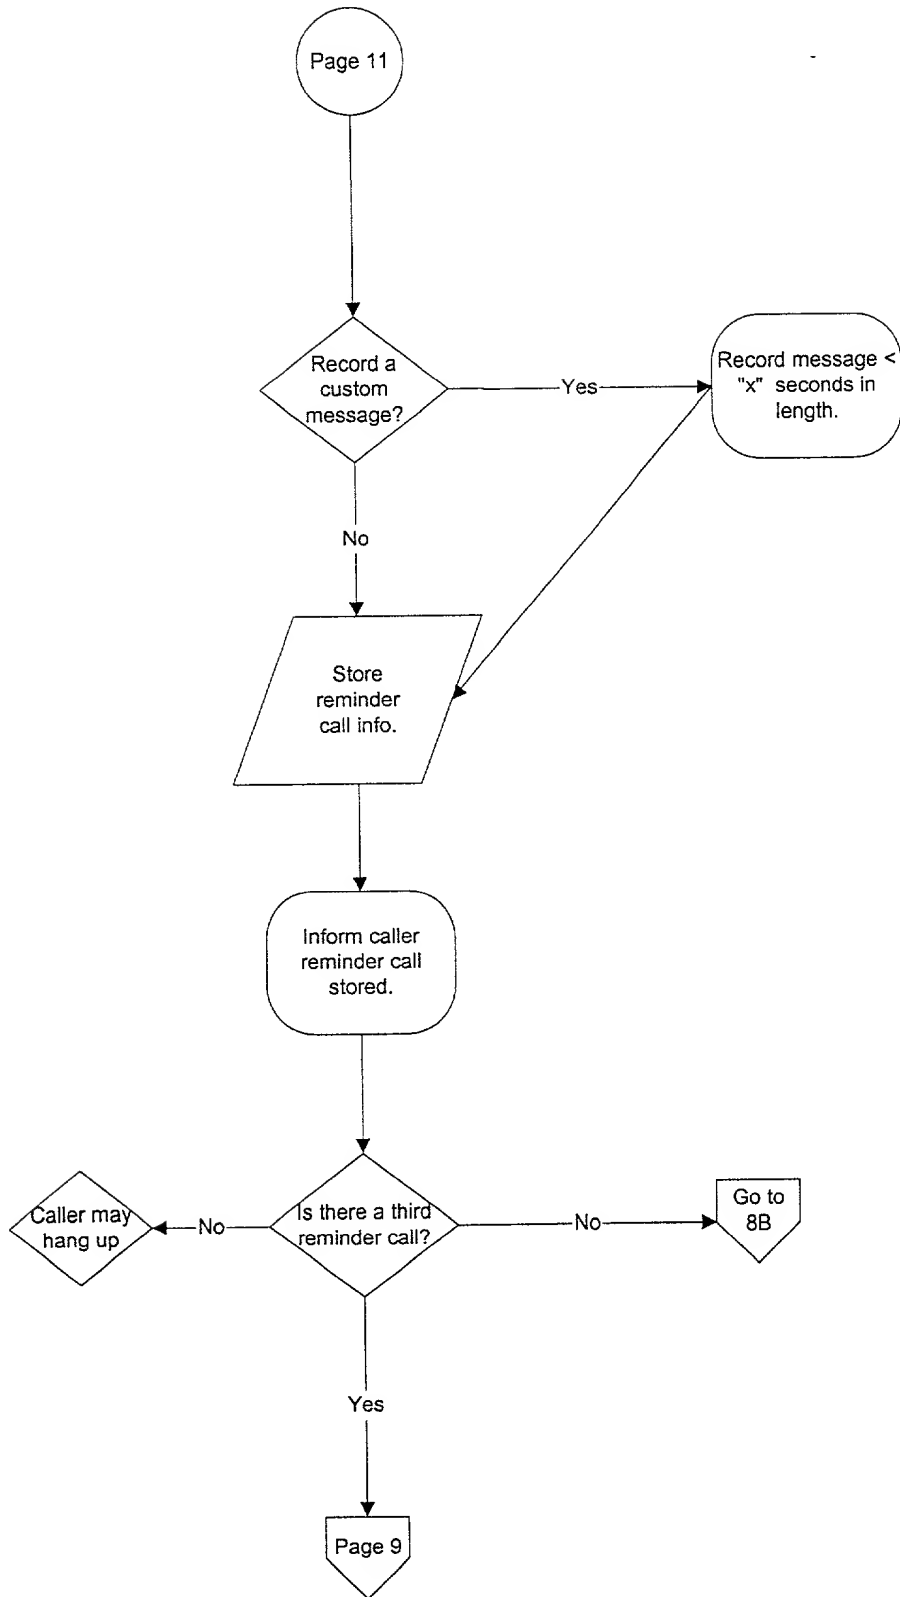 Page 11
Record a
custom
message?
Yes
Record message <
"x" seconds in
length.
No
Store
reminder
call info.
Inform caller
reminder call
stored.
Caller may
hang up
No
Is there a third
reminder call?
No
Go to
8B
Yes
Page 9